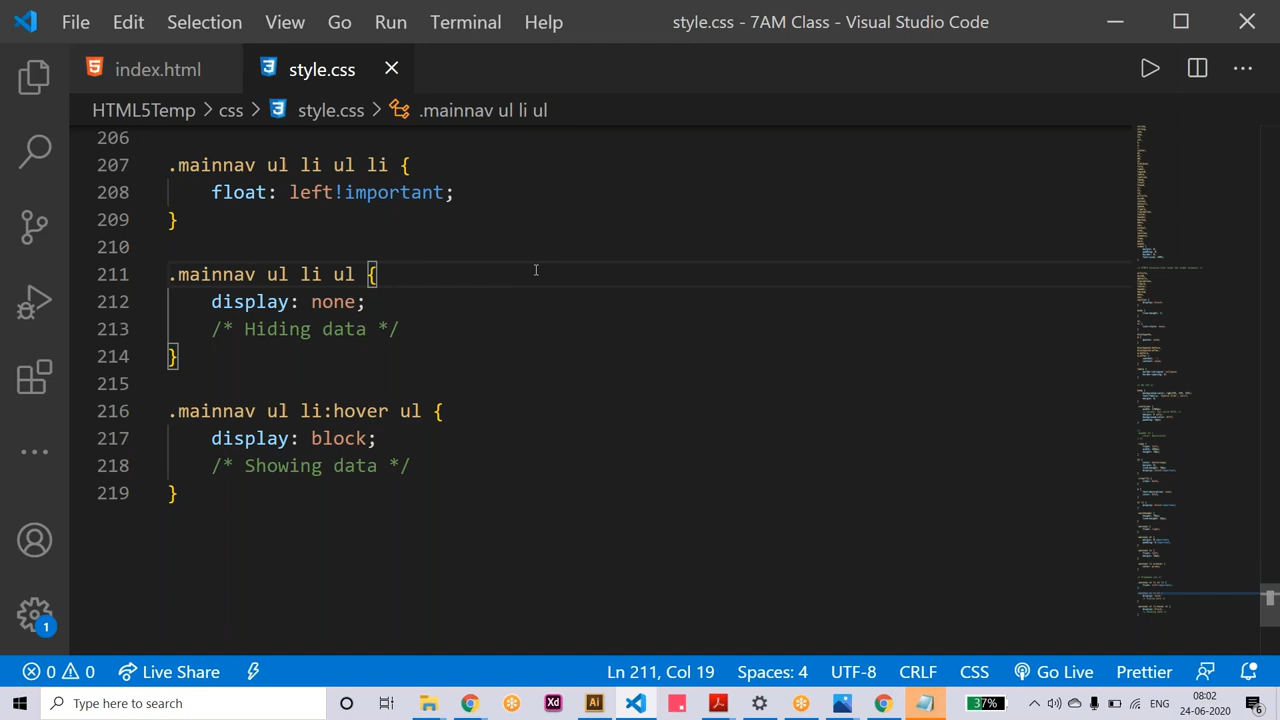 File Edit Selection View Go Run Terminal Help style.css - 7AM Class - Visual Studio Code
index.html style.css
HTML5Temp > css > style.css > .mainnav ul li ul
206
207 .mainnav ul li ul li {
208 float: left!important;
209 }
210
211 .mainnav ul li ul {
212 display: none;
213 /* Hiding data */
214 }
215
216 .mainnav ul li:hover ul {
217 display: block;
218 /* Showing data */
219 }
1
0 0 Live Share Ln 211, Col 19 Spaces: 4 UTF-8 CRLF CSS Go Live Prettier
Type here to search Xd Ai 37% ENG 08:02
24-06-2020 6